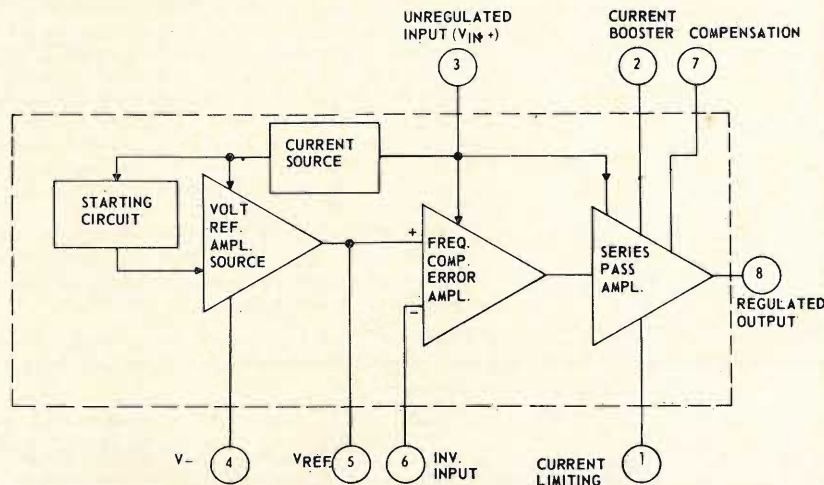 UNREGULATED
INPUT (VIN +)
3
CURRENT
BOOSTER
2
COMPENSATION
7
CURRENT
SOURCE
STARTING
CIRCUIT
VOLT
REF.
AMPL.
SOURCE
+
FREQ.
COMP.
ERROR
AMPL.
-
SERIES
PASS
AMPL.
8
REGULATED
OUTPUT
V-
4
VREF.
5
6
INV.
INPUT
CURRENT
LIMITING
1